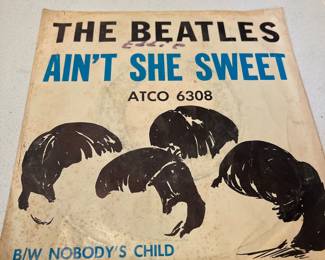 THE BEATLES
AIN'T SHE SWEET
ATCO 6308
B/W NOBODY'S CHILD